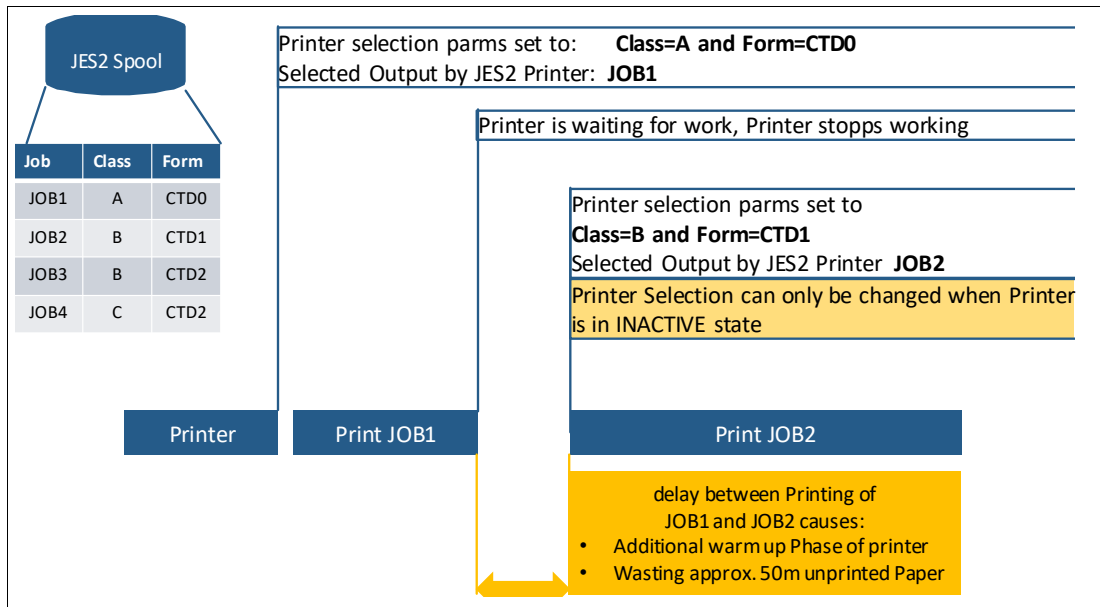 JES2 Spool
Job Class Form
JOB1 A CTD0
JOB2 B CTD1
JOB3 B CTD2
JOB4 C CTD2
Printer selection parms set to: Class=A and Form=CTD0
Selected Output by JES2 Printer: JOB1
Printer is waiting for work, Printer stopps working
Printer selection parms set to
Class=B and Form=CTD1
Selected Output by JES2 Printer JOB2
Printer Selection can only be changed when Printer
is in INACTIVE state
Printer
Print JOB1
Print JOB2
delay between Printing of
JOB1 and JOB2 causes:
• Additional warm up Phase of printer
• Wasting approx. 50m unprinted Paper